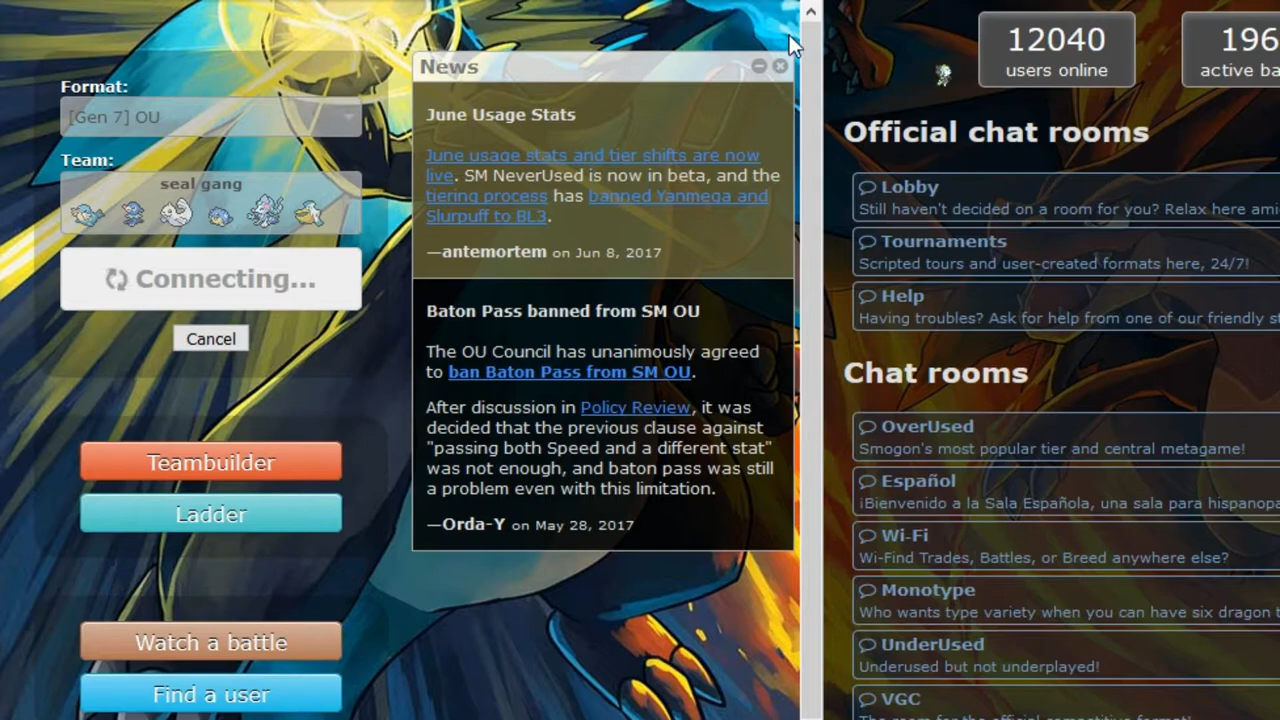 Format:
[Gen 7] OU
Team:
seal gang
Connecting...
Cancel
Teambuilder
Ladder
Watch a battle
Find a user
News
June Usage Stats
June usage stats and tier shifts are now
live. SM NeverUsed is now in beta, and the
tiering process has banned Yanmega and
Slurpuff to BL3.
—antemortem on Jun 8, 2017
Baton Pass banned from SM OU
The OU Council has unanimously agreed
to ban Baton Pass from SM OU.
After discussion in Policy Review, it was
decided that the previous clause against
"passing both Speed and a different stat"
was not enough, and baton pass was still
a problem even with this limitation.
—Orda-Y on May 28, 2017
12040
users online
196
active ba
Official chat rooms
Lobby
Still haven't decided on a room for you? Relax here ami
Tournaments
Scripted tours and user-created formats here, 24/7!
Help
Having troubles? Ask for help from one of our friendly st
Chat rooms
OverUsed
Smogon's most popular tier and central metagame!
Español
¡Bienvenido a la Sala Española, una sala para hispanopa
Wi-Fi
Wi-Find Trades, Battles, or Breed anywhere else?
Monotype
Who wants type variety when you can have six dragon t
UnderUsed
Underused but not underplayed!
VGC